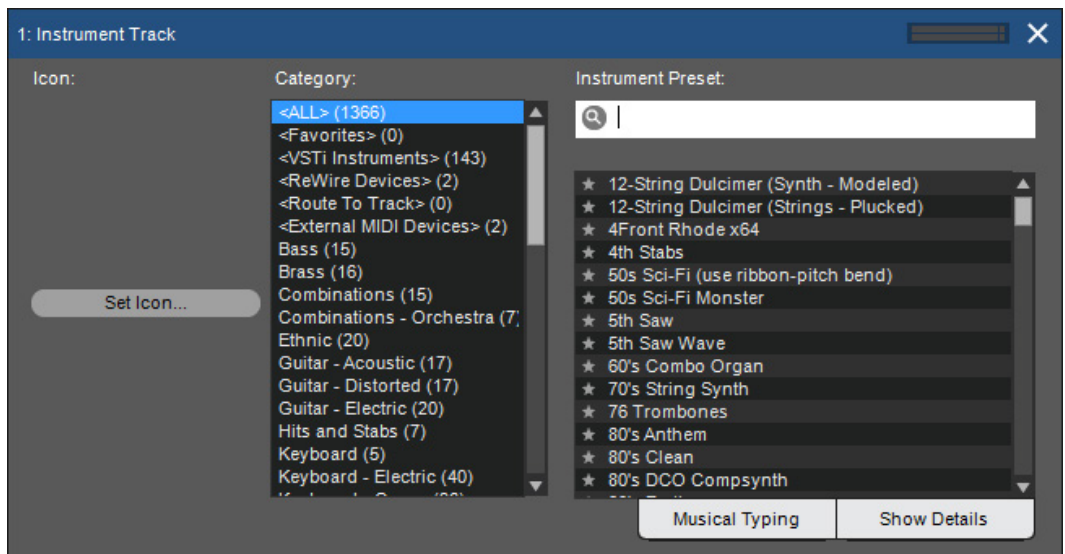 1: Instrument Track
Icon:
Set Icon...
Category:
<ALL> (1366)
<Favorites> (0)
<VSTi Instruments> (143)
<ReWire Devices> (2)
<Route To Track> (0)
<External MIDI Devices> (2)
Bass (15)
Brass (16)
Combinations (15)
Combinations - Orchestra (7
Ethnic (20)
Guitar - Acoustic (17)
Guitar - Distorted (17)
Guitar - Electric (20)
Hits and Stabs (7)
Keyboard (5)
Keyboard - Electric (40)
Instrument Preset:
12-String Dulcimer (Synth - Modeled)
12-String Dulcimer (Strings - Plucked)
4Front Rhode x64
4th Stabs
50s Sci-Fi (use ribbon-pitch bend)
50s Sci-Fi Monster
5th Saw
5th Saw Wave
60's Combo Organ
70's String Synth
76 Trombones
80's Anthem
80's Clean
80's DCO Compsynth
Musical Typing
Show Details